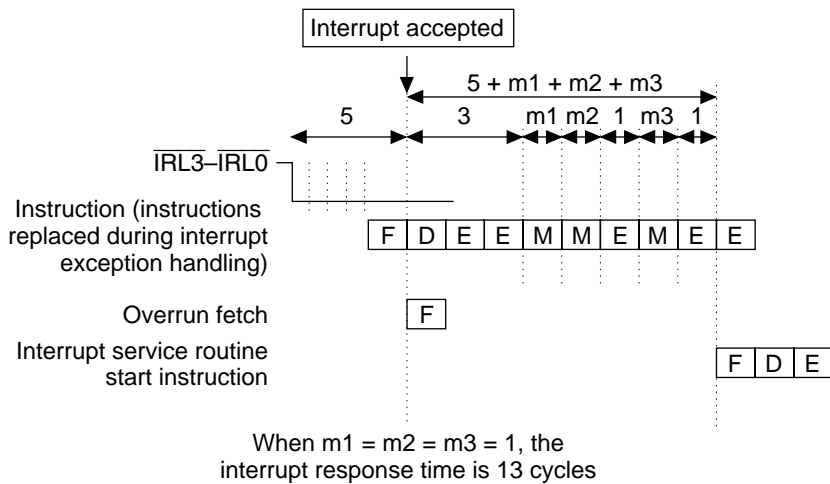 Interrupt accepted
5 + m1 + m2 + m3
5 3 m1 m2 1 m3 1
IRL3–IRL0
Instruction (instructions
replaced during interrupt
exception handling)
F D E E M M E M E E
Overrun fetch
F
Interrupt service routine
start instruction
F D E
When m1 = m2 = m3 = 1, the
interrupt response time is 13 cycles